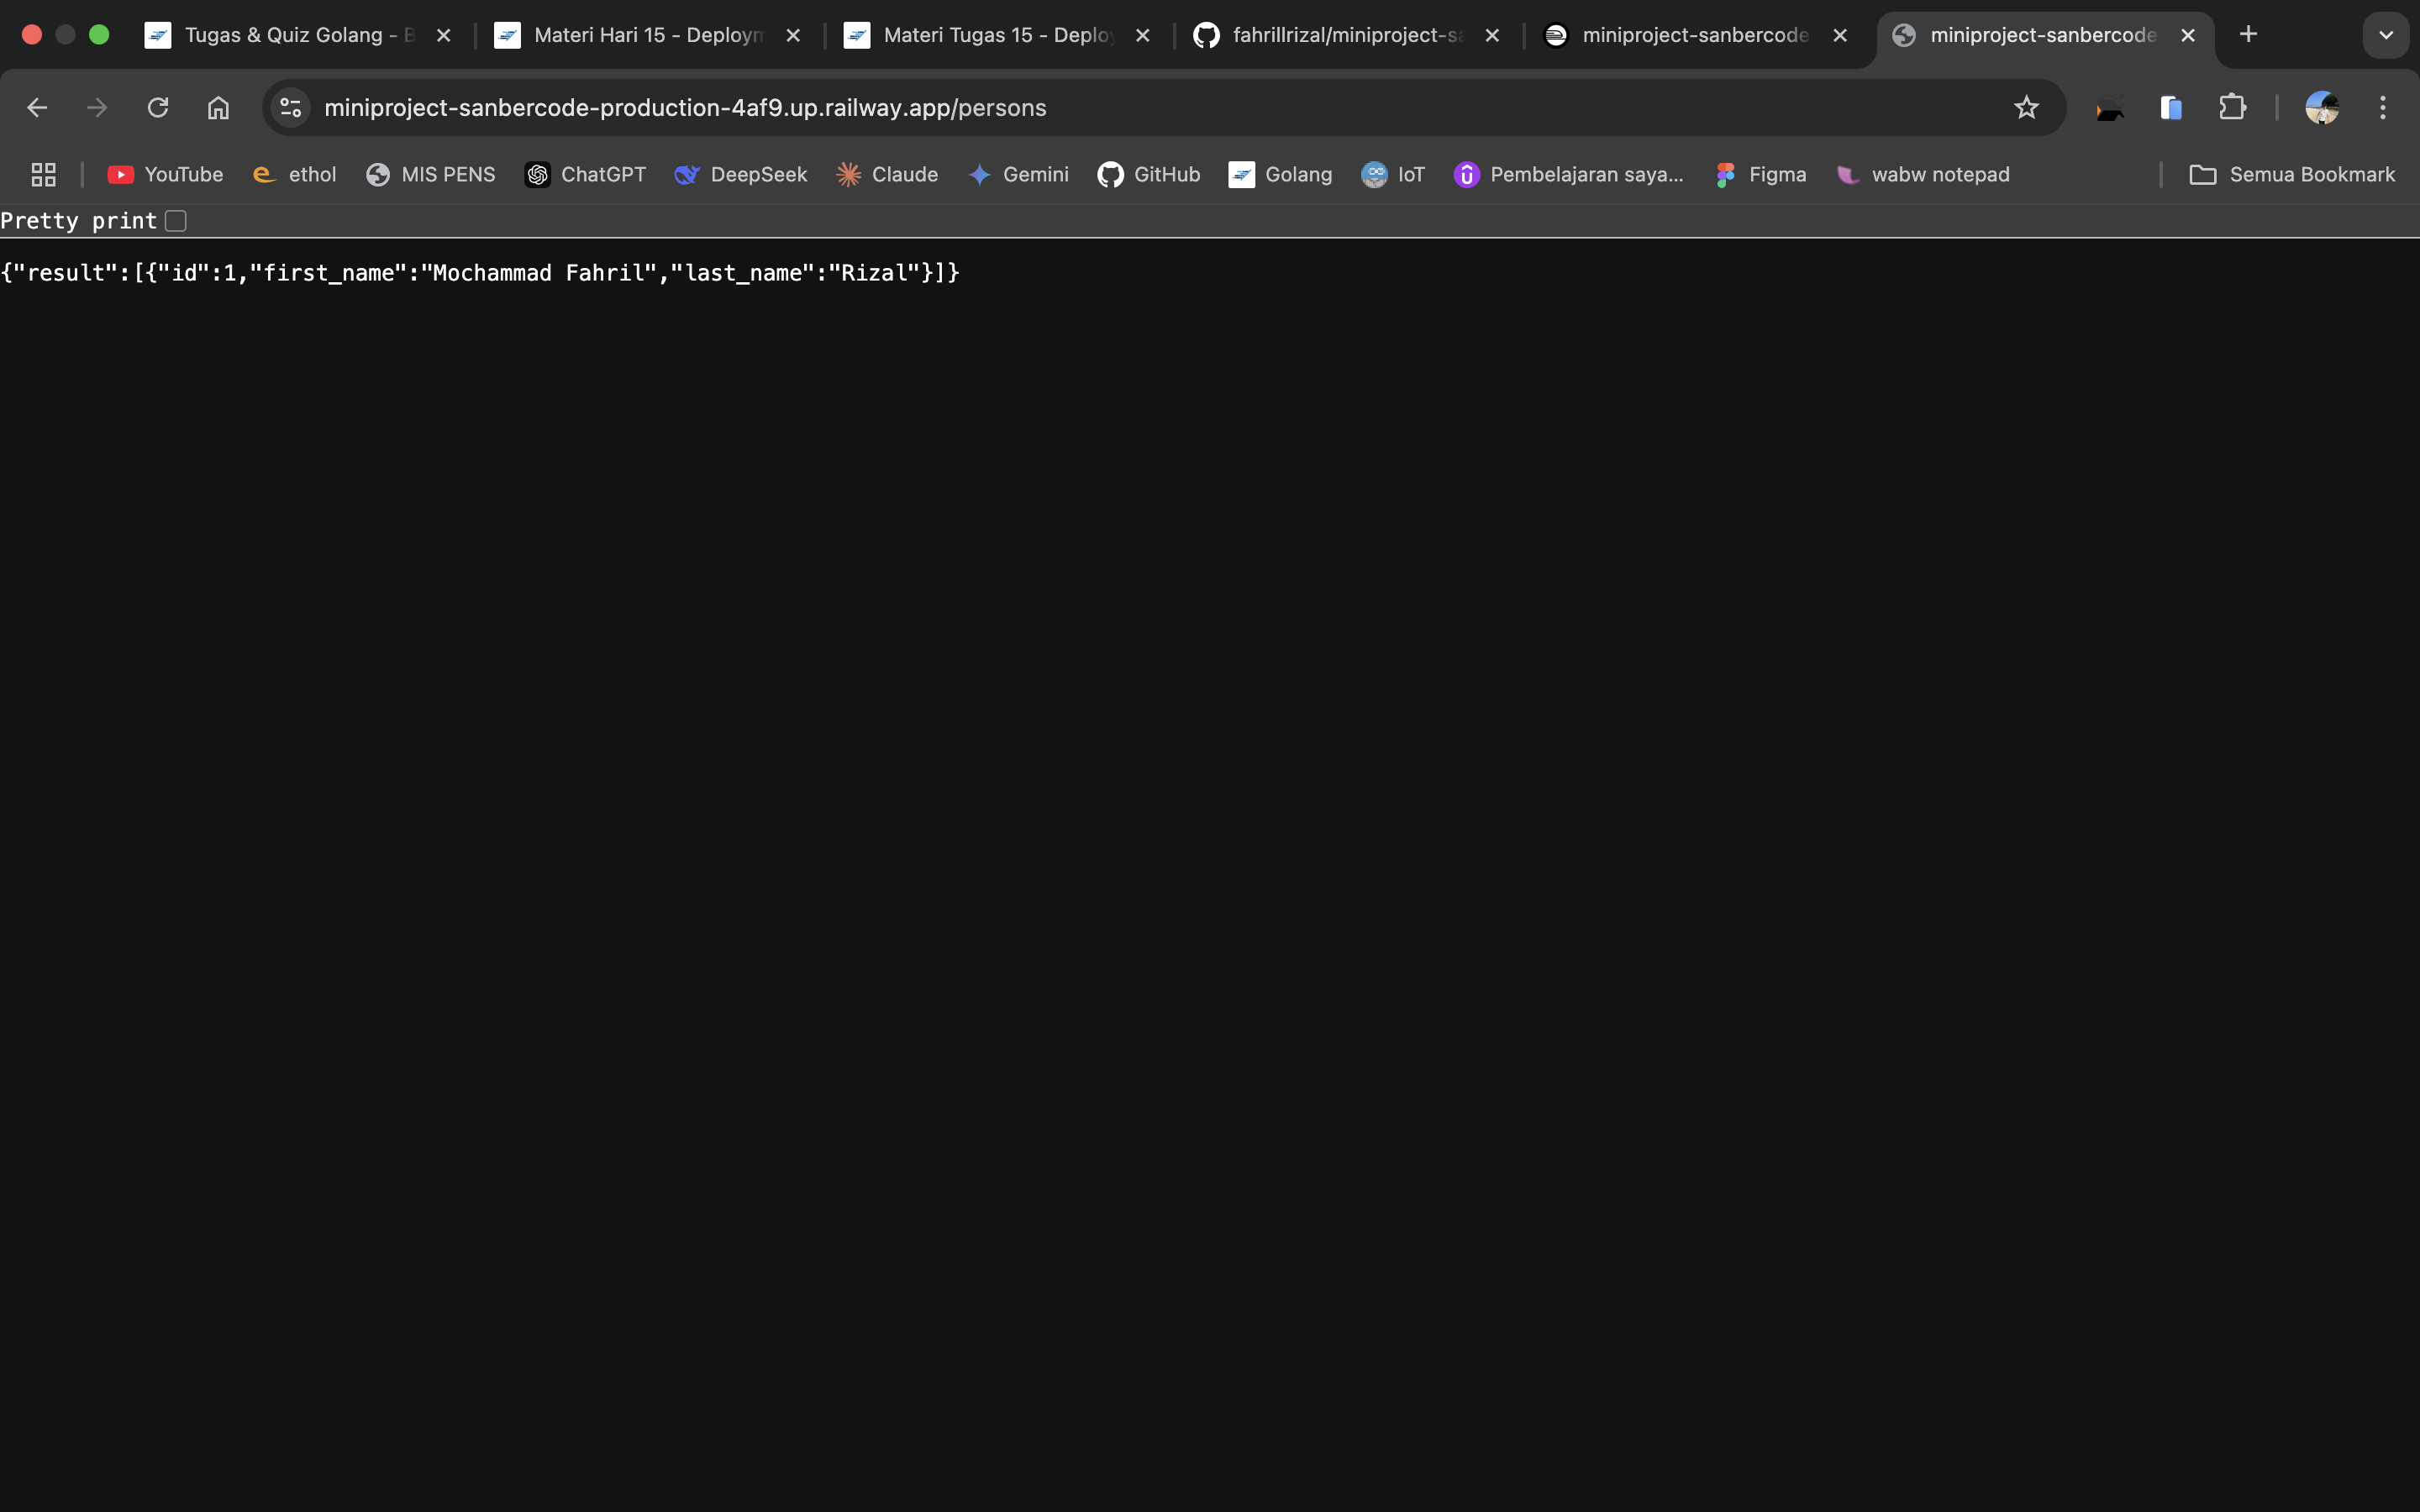 Tugas & Quiz Golang - B
Materi Hari 15 - Deploym
Materi Tugas 15 - Deploy
fahrillrizal/miniproject-sa
miniproject-sanbercode
miniproject-sanbercode
miniproject-sanbercode-production-4af9.up.railway.app/persons
YouTube
ethol
MIS PENS
ChatGPT
DeepSeek
Claude
Gemini
GitHub
Golang
IoT
Pembelajaran saya...
Figma
wabw notepad
Semua Bookmark
Pretty print
{"result":[{"id":1,"first_name":"Mochammad Fahril","last_name":"Rizal"}]}